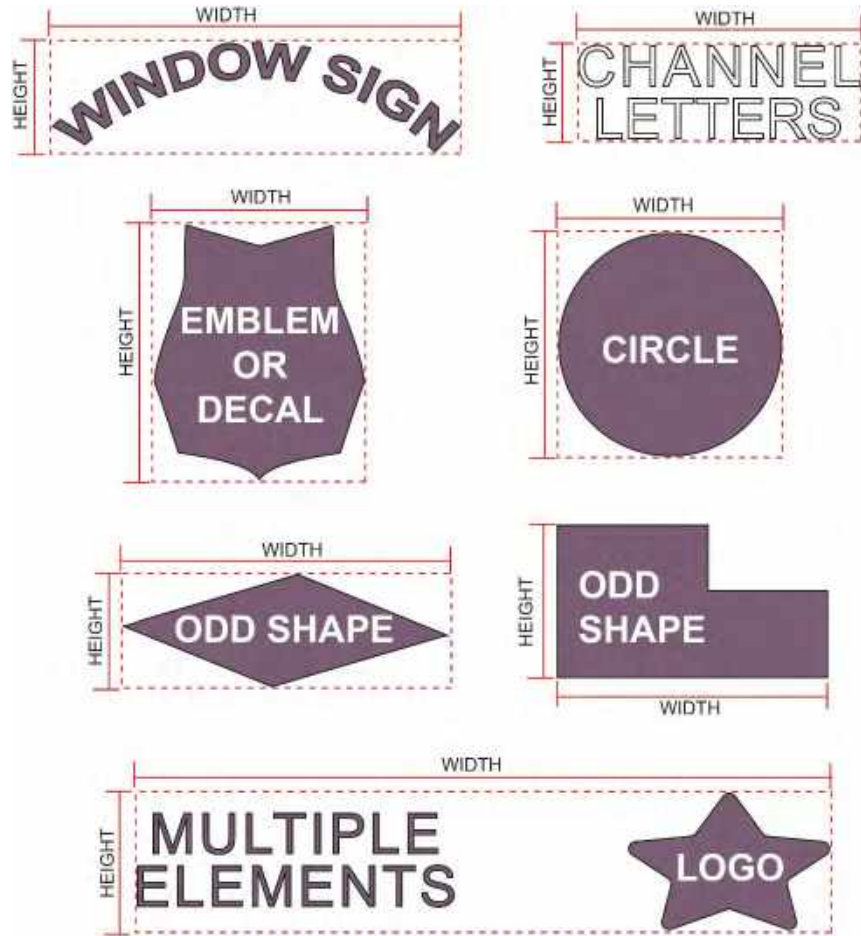 WIDTH
HEIGHT
WINDOW SIGN
WIDTH
HEIGHT
CHANNEL
LETTERS
WIDTH
HEIGHT
EMBLEM
OR
DECAL
WIDTH
HEIGHT
CIRCLE
WIDTH
HEIGHT
ODD SHAPE
HEIGHT
ODD
SHAPE
WIDTH
WIDTH
HEIGHT
MULTIPLE
ELEMENTS
LOGO